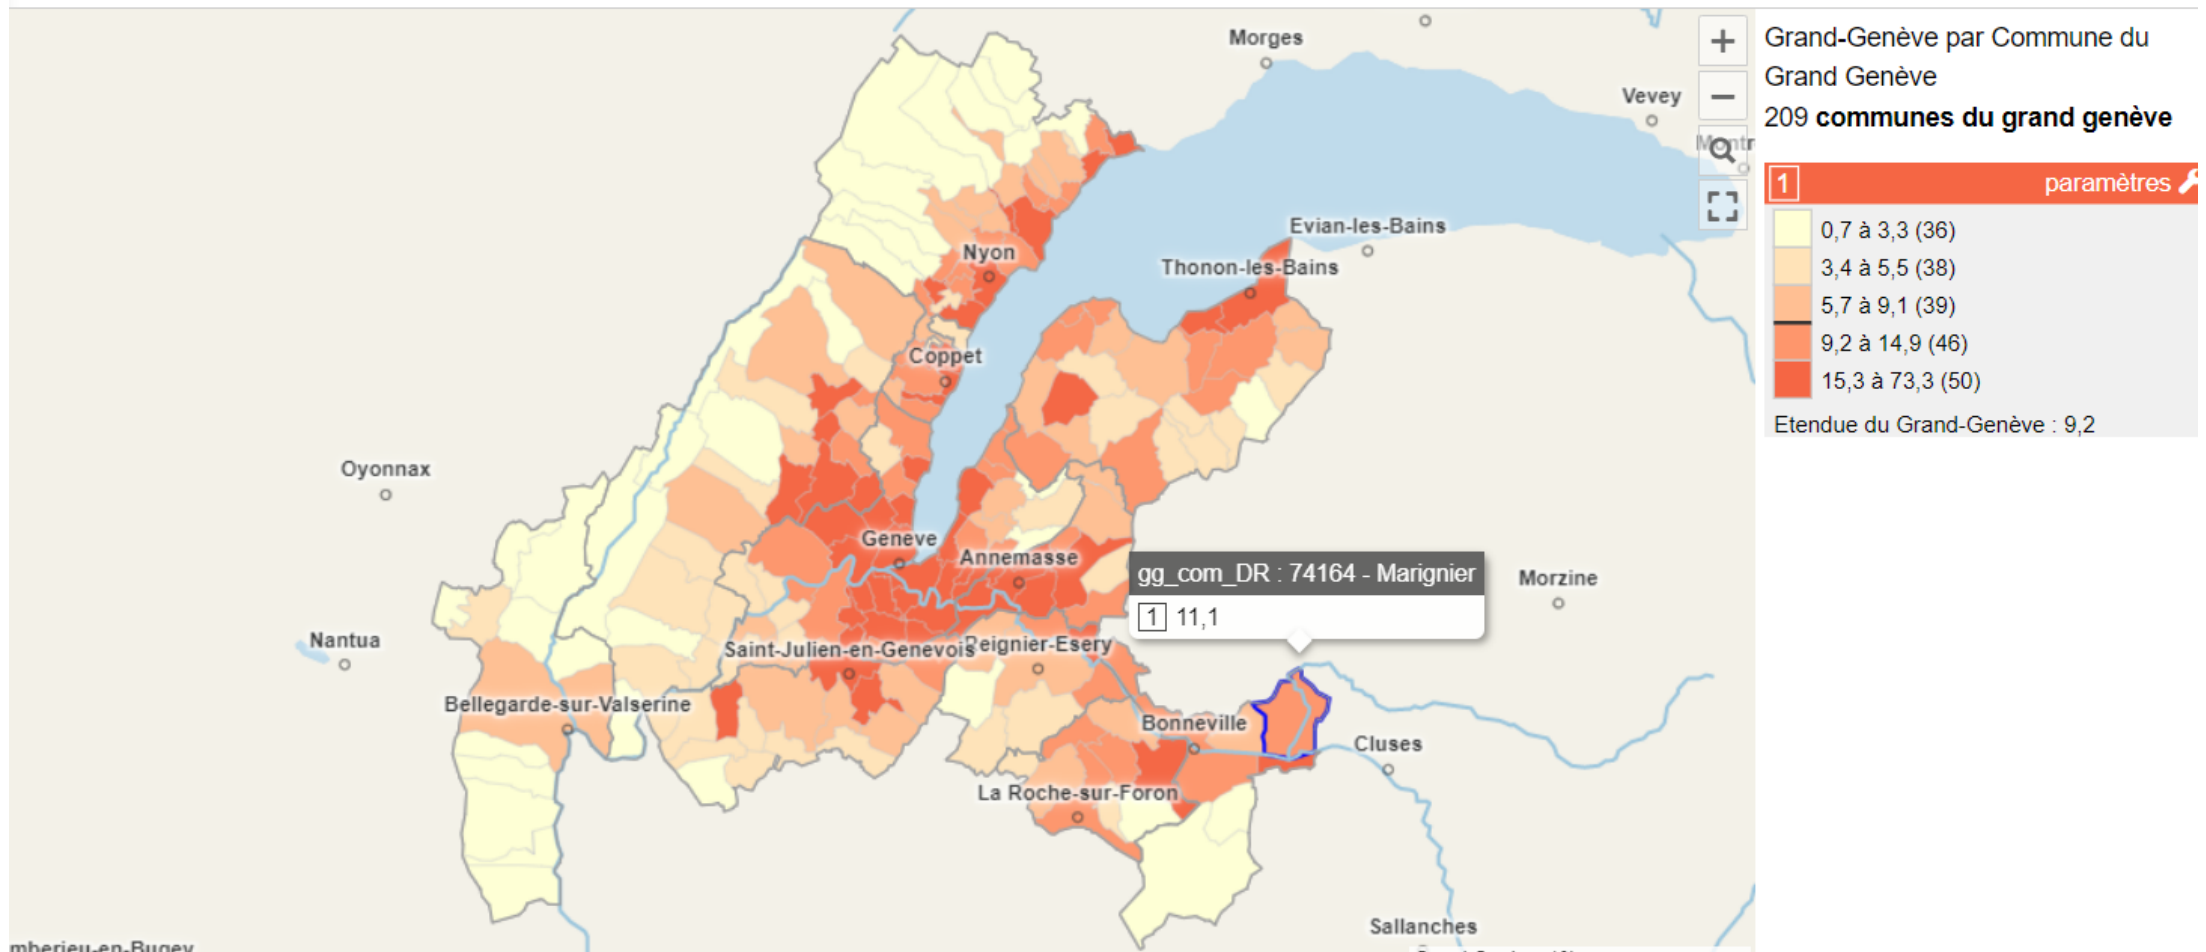 Morges
Vevey
Evian-les-Bains
Thonon-les-Bains
Nyon
Coppet
Oyonnax
Geneve
Annemasse
Morzine
Nantua
Saint-Julien-en-Genevois
Reignier-Esery
Bellegarde-sur-Valserine
Bonneville
Cluses
La Roche-sur-Foron
Sallanches
gg_com_DR : 74164 - Marignier
1 11,1
+
−
Grand-Genève par Commune du
Grand Genève
209 communes du grand genève
1 paramètres
0,7 à 3,3 (36)
3,4 à 5,5 (38)
5,7 à 9,1 (39)
9,2 à 14,9 (46)
15,3 à 73,3 (50)
Etendue du Grand-Genève : 9,2